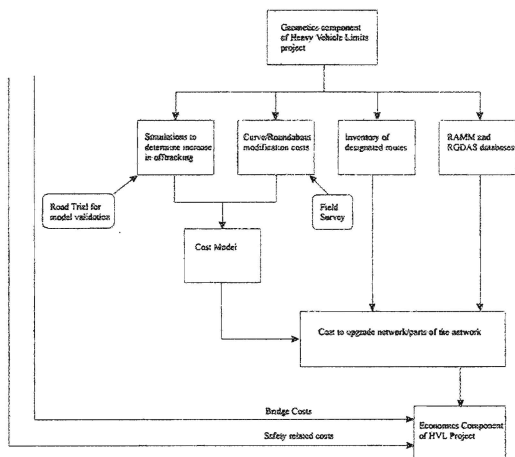 Geometrics component
of Heavy Vehicle Limits
project
Simulations to
determine increase
in offtracking
Curve/Roundabout
modification costs
Inventory of
designated routes
RAMM and
RGDAS databases
Road Trial for
model validation
Field
Survey
Cost Model
Cost to upgrade network/parts of the network
Bridge Costs
Safety related costs
Economics Component
of HVL Project